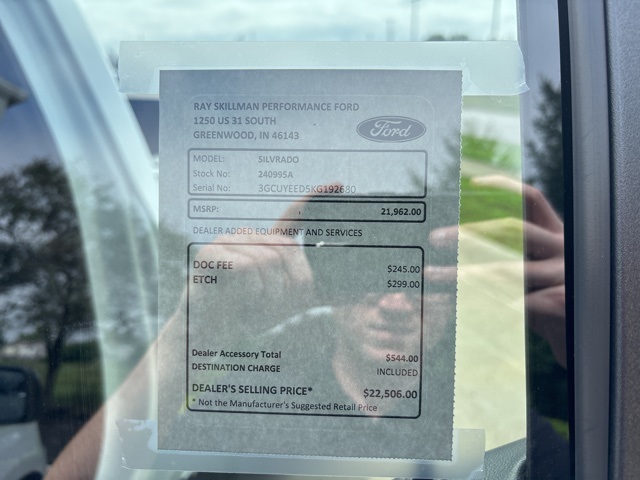 RAY SKILLMAN PERFORMANCE FORD
1250 US 31 SOUTH
GREENWOOD, IN 46143
Ford
MODEL: SILVRADO
Stock No: 240995A
Serial No: 3GCUYEED5KG192680
MSRP: 21,962.00
DEALER ADDED EQUIPMENT AND SERVICES
DOC FEE $245.00
ETCH $299.00
Dealer Accessory Total $544.00
DESTINATION CHARGE INCLUDED
DEALER'S SELLING PRICE* $22,506.00
* Not the Manufacturer's Suggested Retail Price